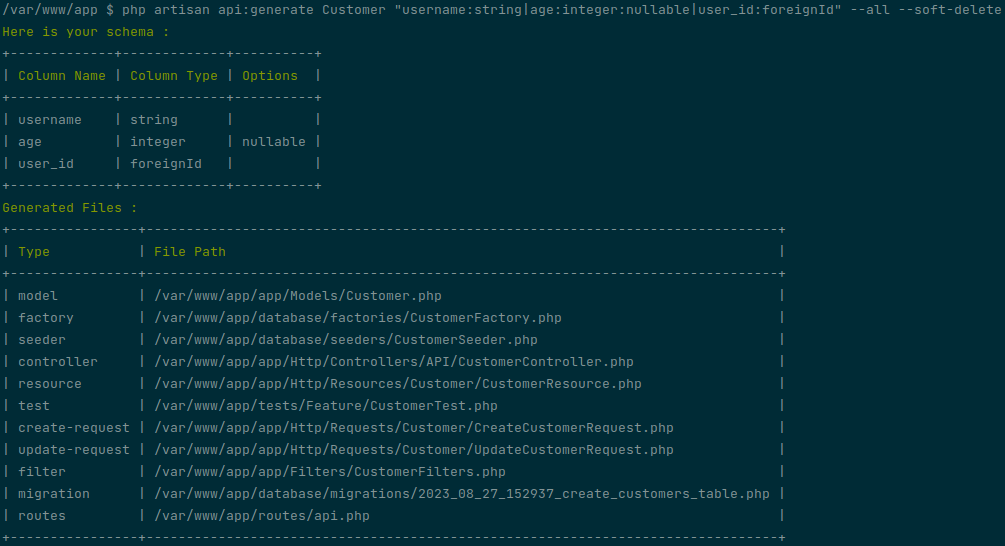 /var/www/app $ php artisan api:generate Customer "username:string|age:integer:nullable|user_id:foreignId" --all --soft-delete
Here is your schema :
+-------------+-------------+----------+
| Column Name | Column Type | Options  |
+-------------+-------------+----------+
| username    | string      |          |
| age         | integer     | nullable |
| user_id     | foreignId   |          |
+-------------+-------------+----------+
Generated Files :
+----------------+-------------------------------------------------------------------------------+
| Type           | File Path                                                                     |
+----------------+-------------------------------------------------------------------------------+
| model          | /var/www/app/app/Models/Customer.php                                          |
| factory        | /var/www/app/database/factories/CustomerFactory.php                           |
| seeder         | /var/www/app/database/seeders/CustomerSeeder.php                              |
| controller     | /var/www/app/app/Http/Controllers/API/CustomerController.php                  |
| resource       | /var/www/app/app/Http/Resources/Customer/CustomerResource.php                 |
| test           | /var/www/app/tests/Feature/CustomerTest.php                                   |
| create-request | /var/www/app/app/Http/Requests/Customer/CreateCustomerRequest.php             |
| update-request | /var/www/app/app/Http/Requests/Customer/UpdateCustomerRequest.php             |
| filter         | /var/www/app/app/Filters/CustomerFilters.php                                  |
| migration      | /var/www/app/database/migrations/2023_08_27_152937_create_customers_table.php |
| routes         | /var/www/app/routes/api.php                                                   |
+----------------+-------------------------------------------------------------------------------+